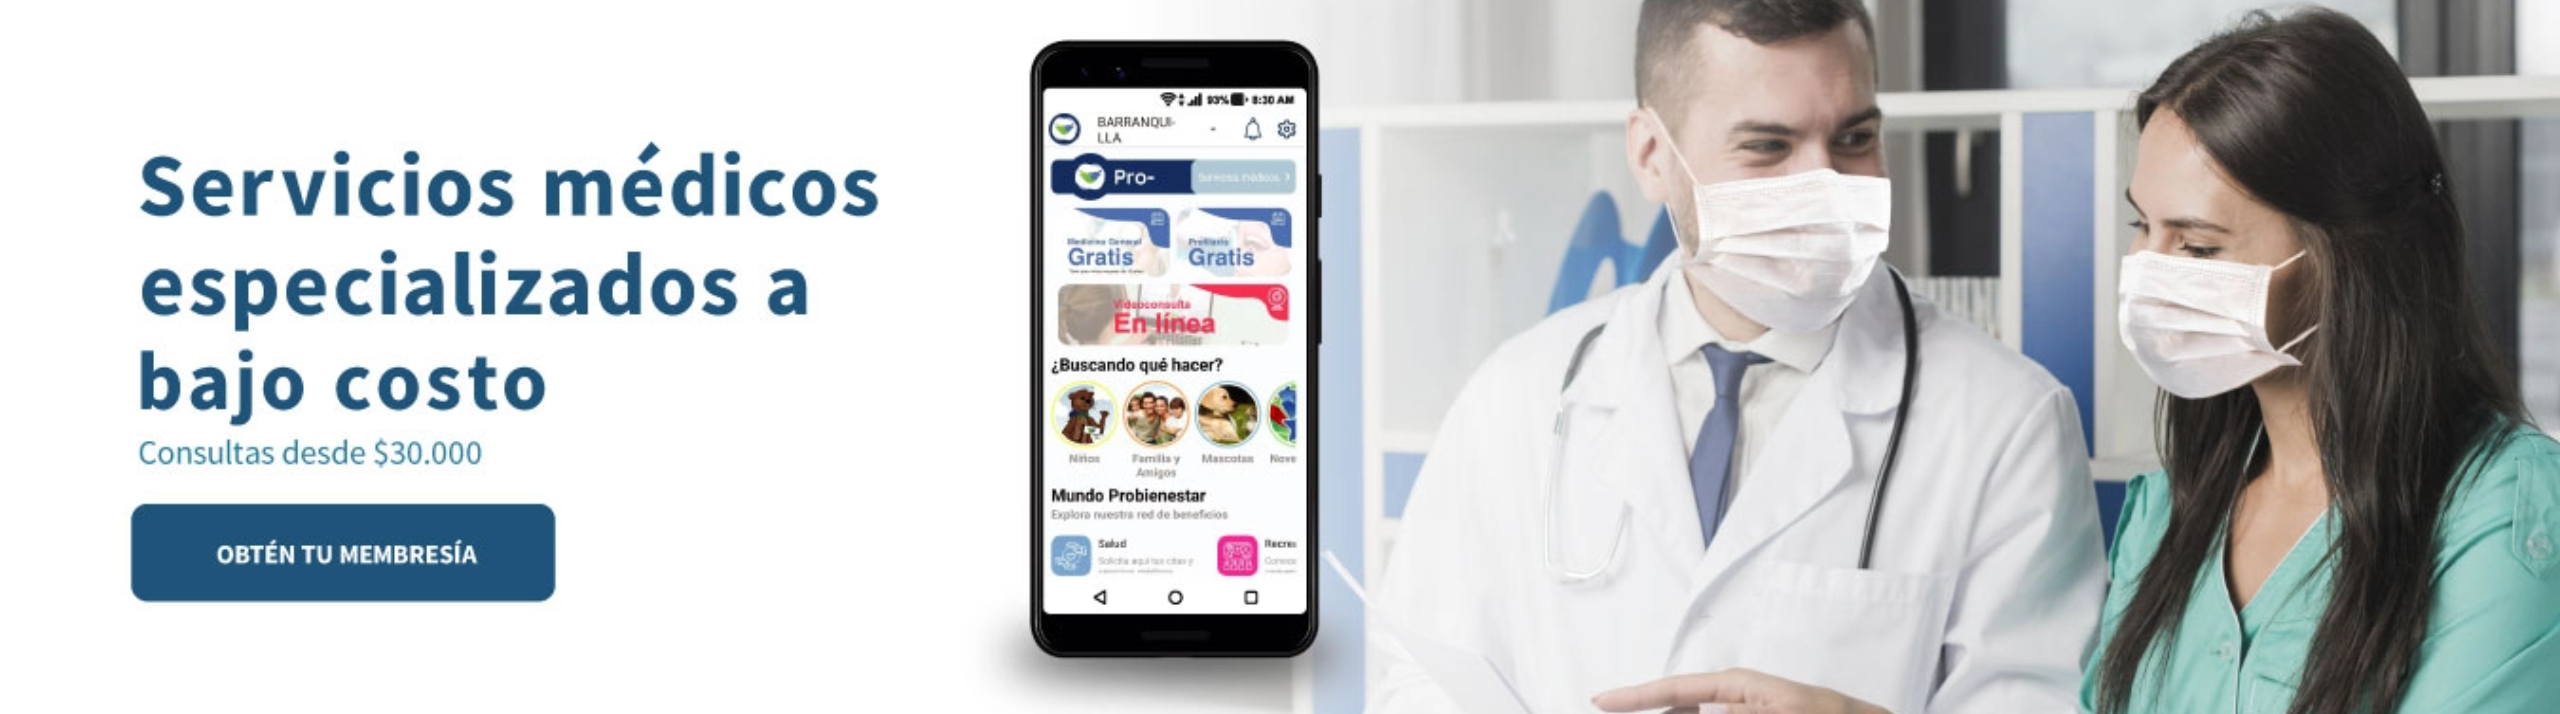 Servicios médicos
especializados a
bajo costo
Consultas desde $30.000
OBTÉN TU MEMBRESÍA
93% 8:30 AM
BARRANQUI-
LLA
Pro-
Servicios médicos
Medicina General
Gratis
Gratis
Videoconsulta
En línea
¿Buscando qué hacer?
Niños
Familia y
Amigos
Mascotas
Nove
Mundo Probienestar
Explora nuestra red de beneficios
Salud
Solicita aquí tus citas y
Recre
Conoce